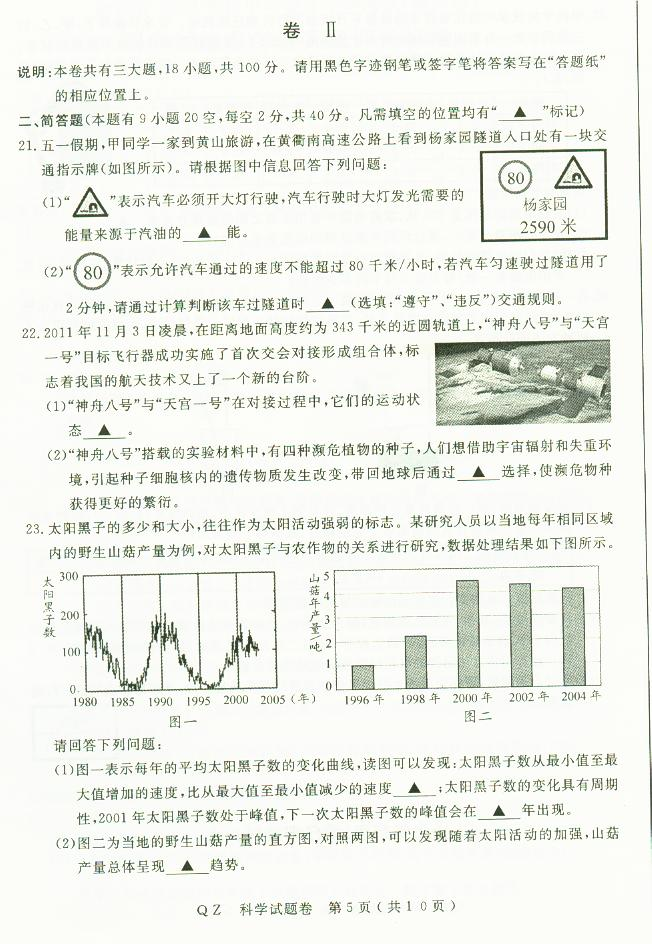 卷 Ⅱ
说明:本卷共有三大题,18小题,共100分。请用黑色字迹钢笔或签字笔将答案写在“答题纸”
的相应位置上。
二、简答题(本题有9小题20空,每空2分,共40分。凡需填空的位置均有“▲”标记)
21.五一假期,甲同学一家到黄山旅游,在黄衢南高速公路上看到杨家园隧道入口处有一块交
通指示牌(如图所示)。请根据图中信息回答下列问题:
80
杨家园
2590 米
(1)“ ”表示汽车必须开大灯行驶,汽车行驶时大灯发光需要的
能量来源于汽油的 ▲ 能。
(2)“80”表示允许汽车通过的速度不能超过80千米/小时,若汽车匀速驶过隧道用了
2分钟,请通过计算判断该车过隧道时 ▲ (选填:“遵守”、“违反”)交通规则。
22.2011年11月3日凌晨,在距离地面高度约为343千米的近圆轨道上,“神舟八号”与“天宫
一号”目标飞行器成功实施了首次交会对接形成组合体,标
志着我国的航天技术又上了一个新的台阶。
(1)“神舟八号”与“天宫一号”在对接过程中,它们的运动状
态 ▲ 。
(2)“神舟八号”搭载的实验材料中,有四种濒危植物的种子,人们想借助宇宙辐射和失重环
境,引起种子细胞核内的遗传物质发生改变,带回地球后通过 ▲ 选择,使濒危物种
获得更好的繁衍。
23.太阳黑子的多少和大小,往往作为太阳活动强弱的标志。某研究人员以当地每年相同区域
内的野生山菇产量为例,对太阳黑子与农作物的关系进行研究,数据处理结果如下图所示。
太阳黑子数
300
200
100
0
1980 1985 1990 1995 2000 2005 (年)
图一
山菇年产量/吨
5
4
3
2
1
0
1996年 1998年 2000年 2002年 2004年
图二
请回答下列问题:
(1)图一表示每年的平均太阳黑子数的变化曲线,读图可以发现:太阳黑子数从最小值至最
大值增加的速度,比从最大值至最小值减少的速度 ▲ ;太阳黑子数的变化具有周期
性,2001年太阳黑子数处于峰值,下一次太阳黑子数的峰值会在 ▲ 年出现。
(2)图二为当地的野生山菇产量的直方图,对照两图,可以发现随着太阳活动的加强,山菇
产量总体呈现 ▲ 趋势。
QZ 科学试题卷 第5页(共10页)